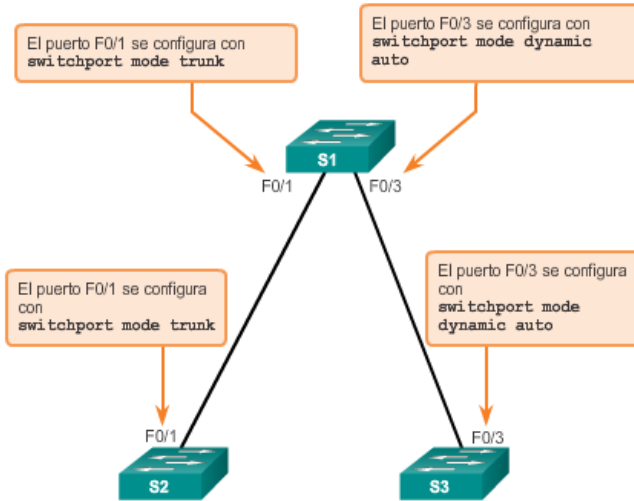 El puerto F0/1 se configura con
switchport mode trunk
El puerto F0/3 se configura con
switchport mode dynamic
auto
S1
F0/1
F0/3
El puerto F0/1 se configura
con
switchport mode trunk
El puerto F0/3 se configura
con
switchport mode
dynamic auto
F0/1
F0/3
S2
S3